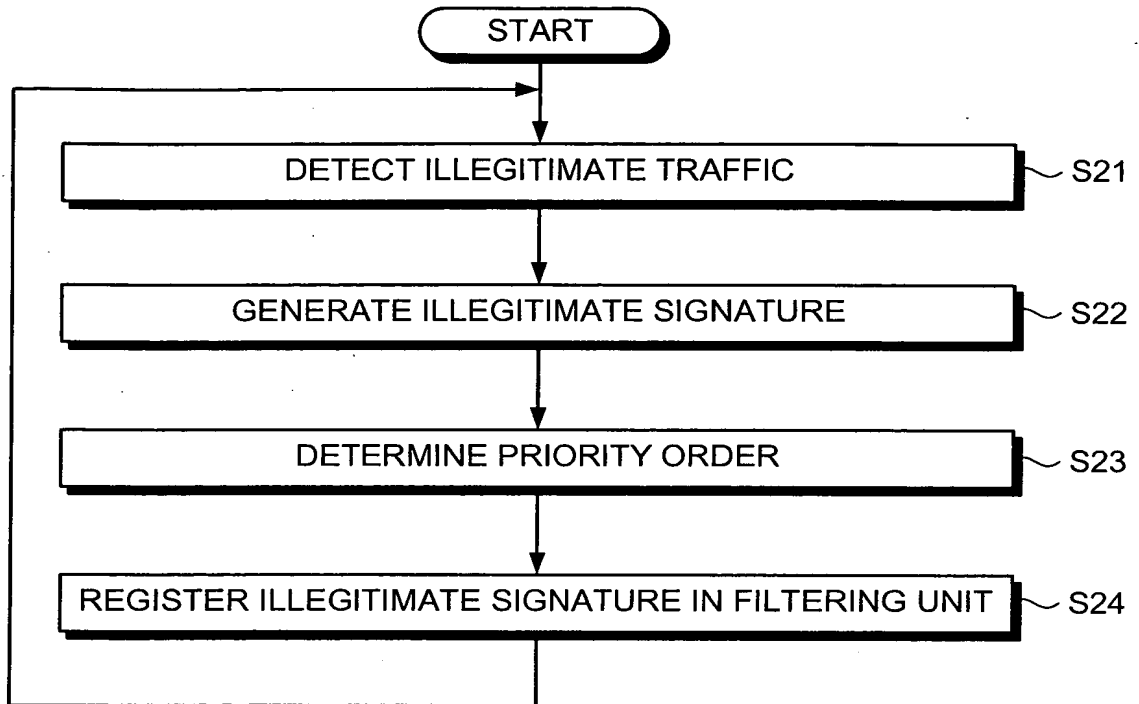 START
DETECT ILLEGITIMATE TRAFFIC
S21
GENERATE ILLEGITIMATE SIGNATURE
S22
DETERMINE PRIORITY ORDER
S23
REGISTER ILLEGITIMATE SIGNATURE IN FILTERING UNIT
S24